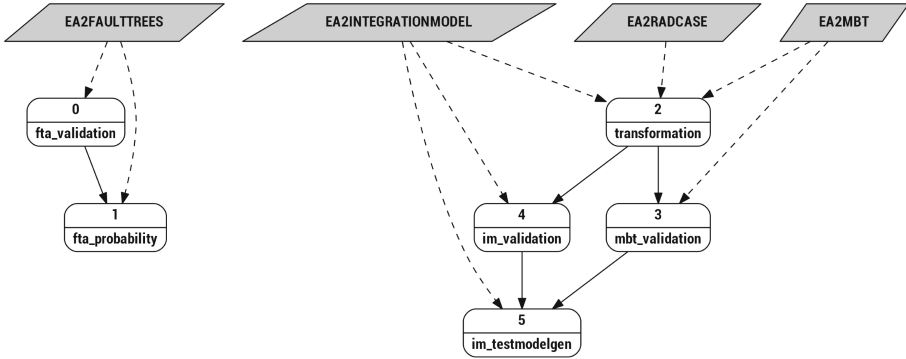 EA2FAULTTREES
EA2INTEGRATIONMODEL
EA2RADCASE
EA2MBT
0
fta_validation
2
transformation
1
fta_probability
4
im_validation
3
mbt_validation
5
im_testmodelgen